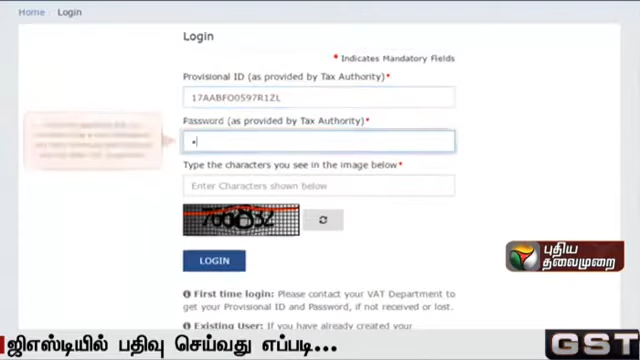 Home Login
Login
* Indicates Mandatory Fields
Provisional ID (as provided by Tax Authority)*
17AABFO0597R1ZL
Password (as provided by Tax Authority)*
Type the characters you see in the image below*
Enter Characters shown below
LOGIN
First time login: Please contact your VAT Department to
get your Provisional ID and Password, if not received or lost.
Existing User: If you have already created your
புதிய
தலைமுறை
ஜிஎஸ்டியில் பதிவு செய்வது எப்படி...
GST